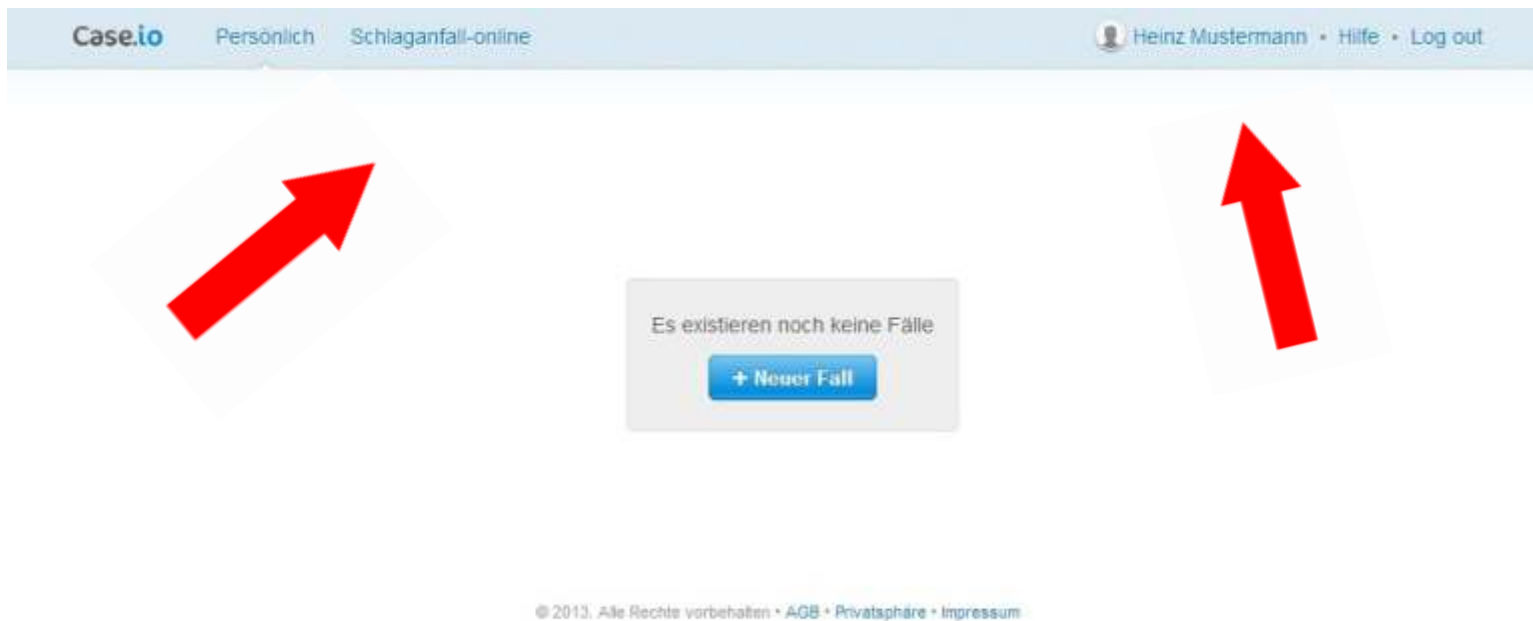 Case.io Persönlich Schlaganfall-online Heinz Mustermann • Hilfe • Log out
Es existieren noch keine Fälle
+ Neuer Fall
© 2013. Alle Rechte vorbehalten • AGB • Privatsphäre • Impressum